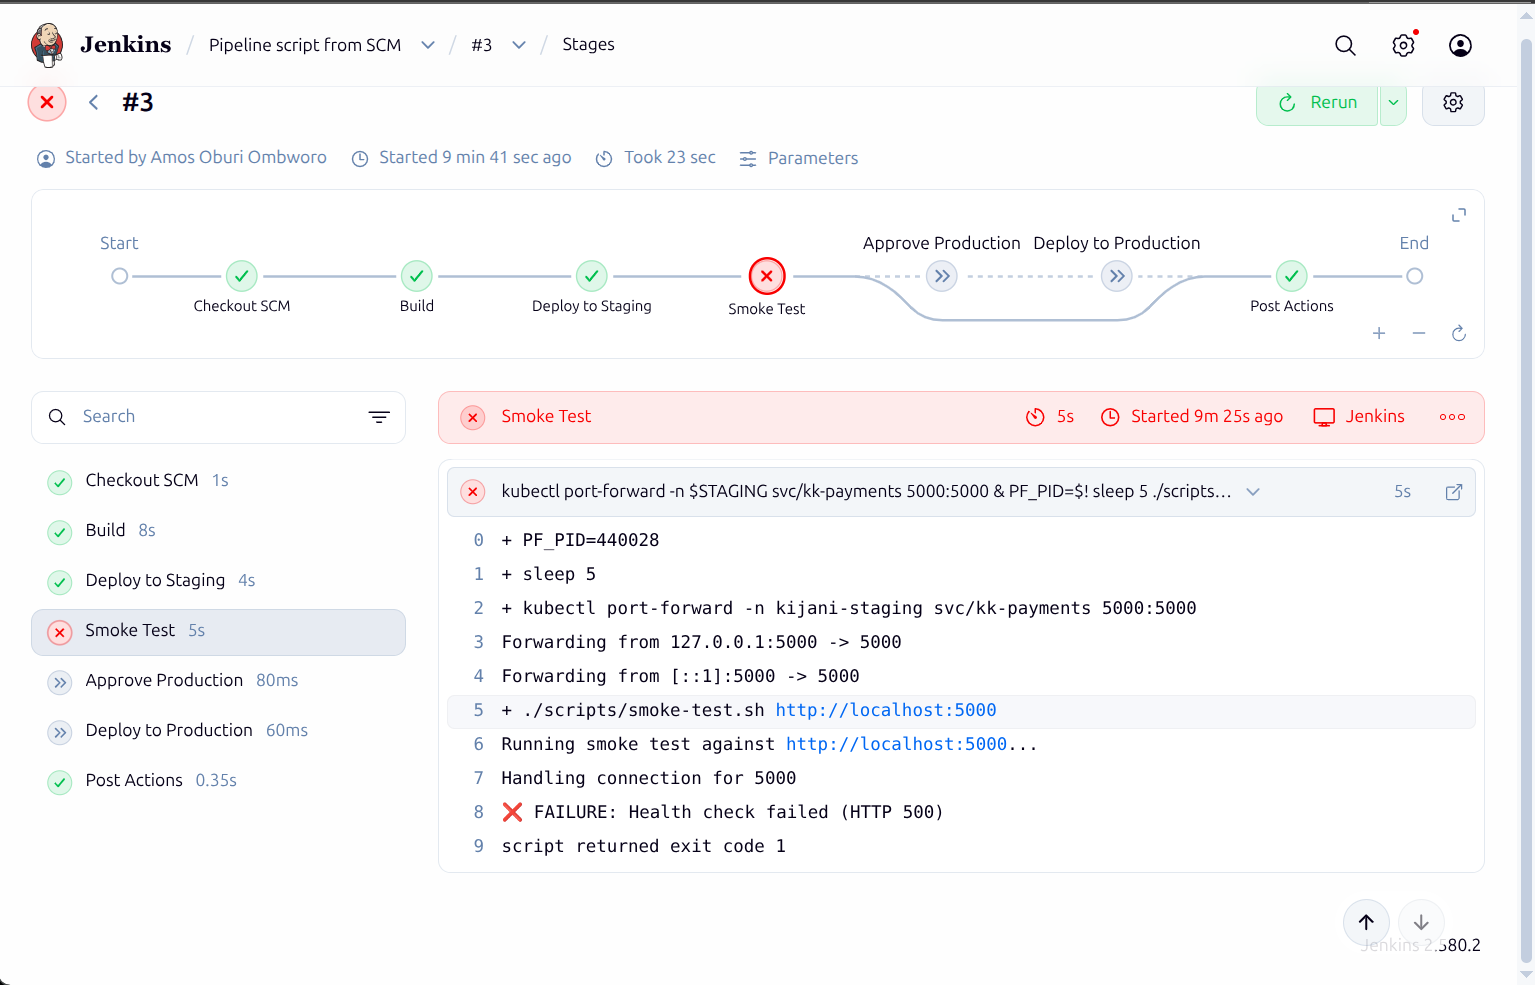 Jenkins / Pipeline script from SCM / #3 / Stages
#3
Rerun
Started by Amos Oburi Ombworo Started 9 min 41 sec ago Took 23 sec Parameters
Start
Approve Production
Deploy to Production
End
Checkout SCM
Build
Deploy to Staging
Smoke Test
Post Actions
Search
Checkout SCM 1s
Build 8s
Deploy to Staging 4s
Smoke Test 5s
Approve Production 80ms
Deploy to Production 60ms
Post Actions 0.35s
Smoke Test 5s Started 9m 25s ago Jenkins
kubectl port-forward -n $STAGING svc/kk-payments 5000:5000 & PF_PID=$! sleep 5 ./scripts... 5s
0 + PF_PID=440028
1 + sleep 5
2 + kubectl port-forward -n kijani-staging svc/kk-payments 5000:5000
3 Forwarding from 127.0.0.1:5000 -> 5000
4 Forwarding from [::1]:5000 -> 5000
5 + ./scripts/smoke-test.sh http://localhost:5000
6 Running smoke test against http://localhost:5000...
7 Handling connection for 5000
8 ❌ FAILURE: Health check failed (HTTP 500)
9 script returned exit code 1
Jenkins 2.580.2